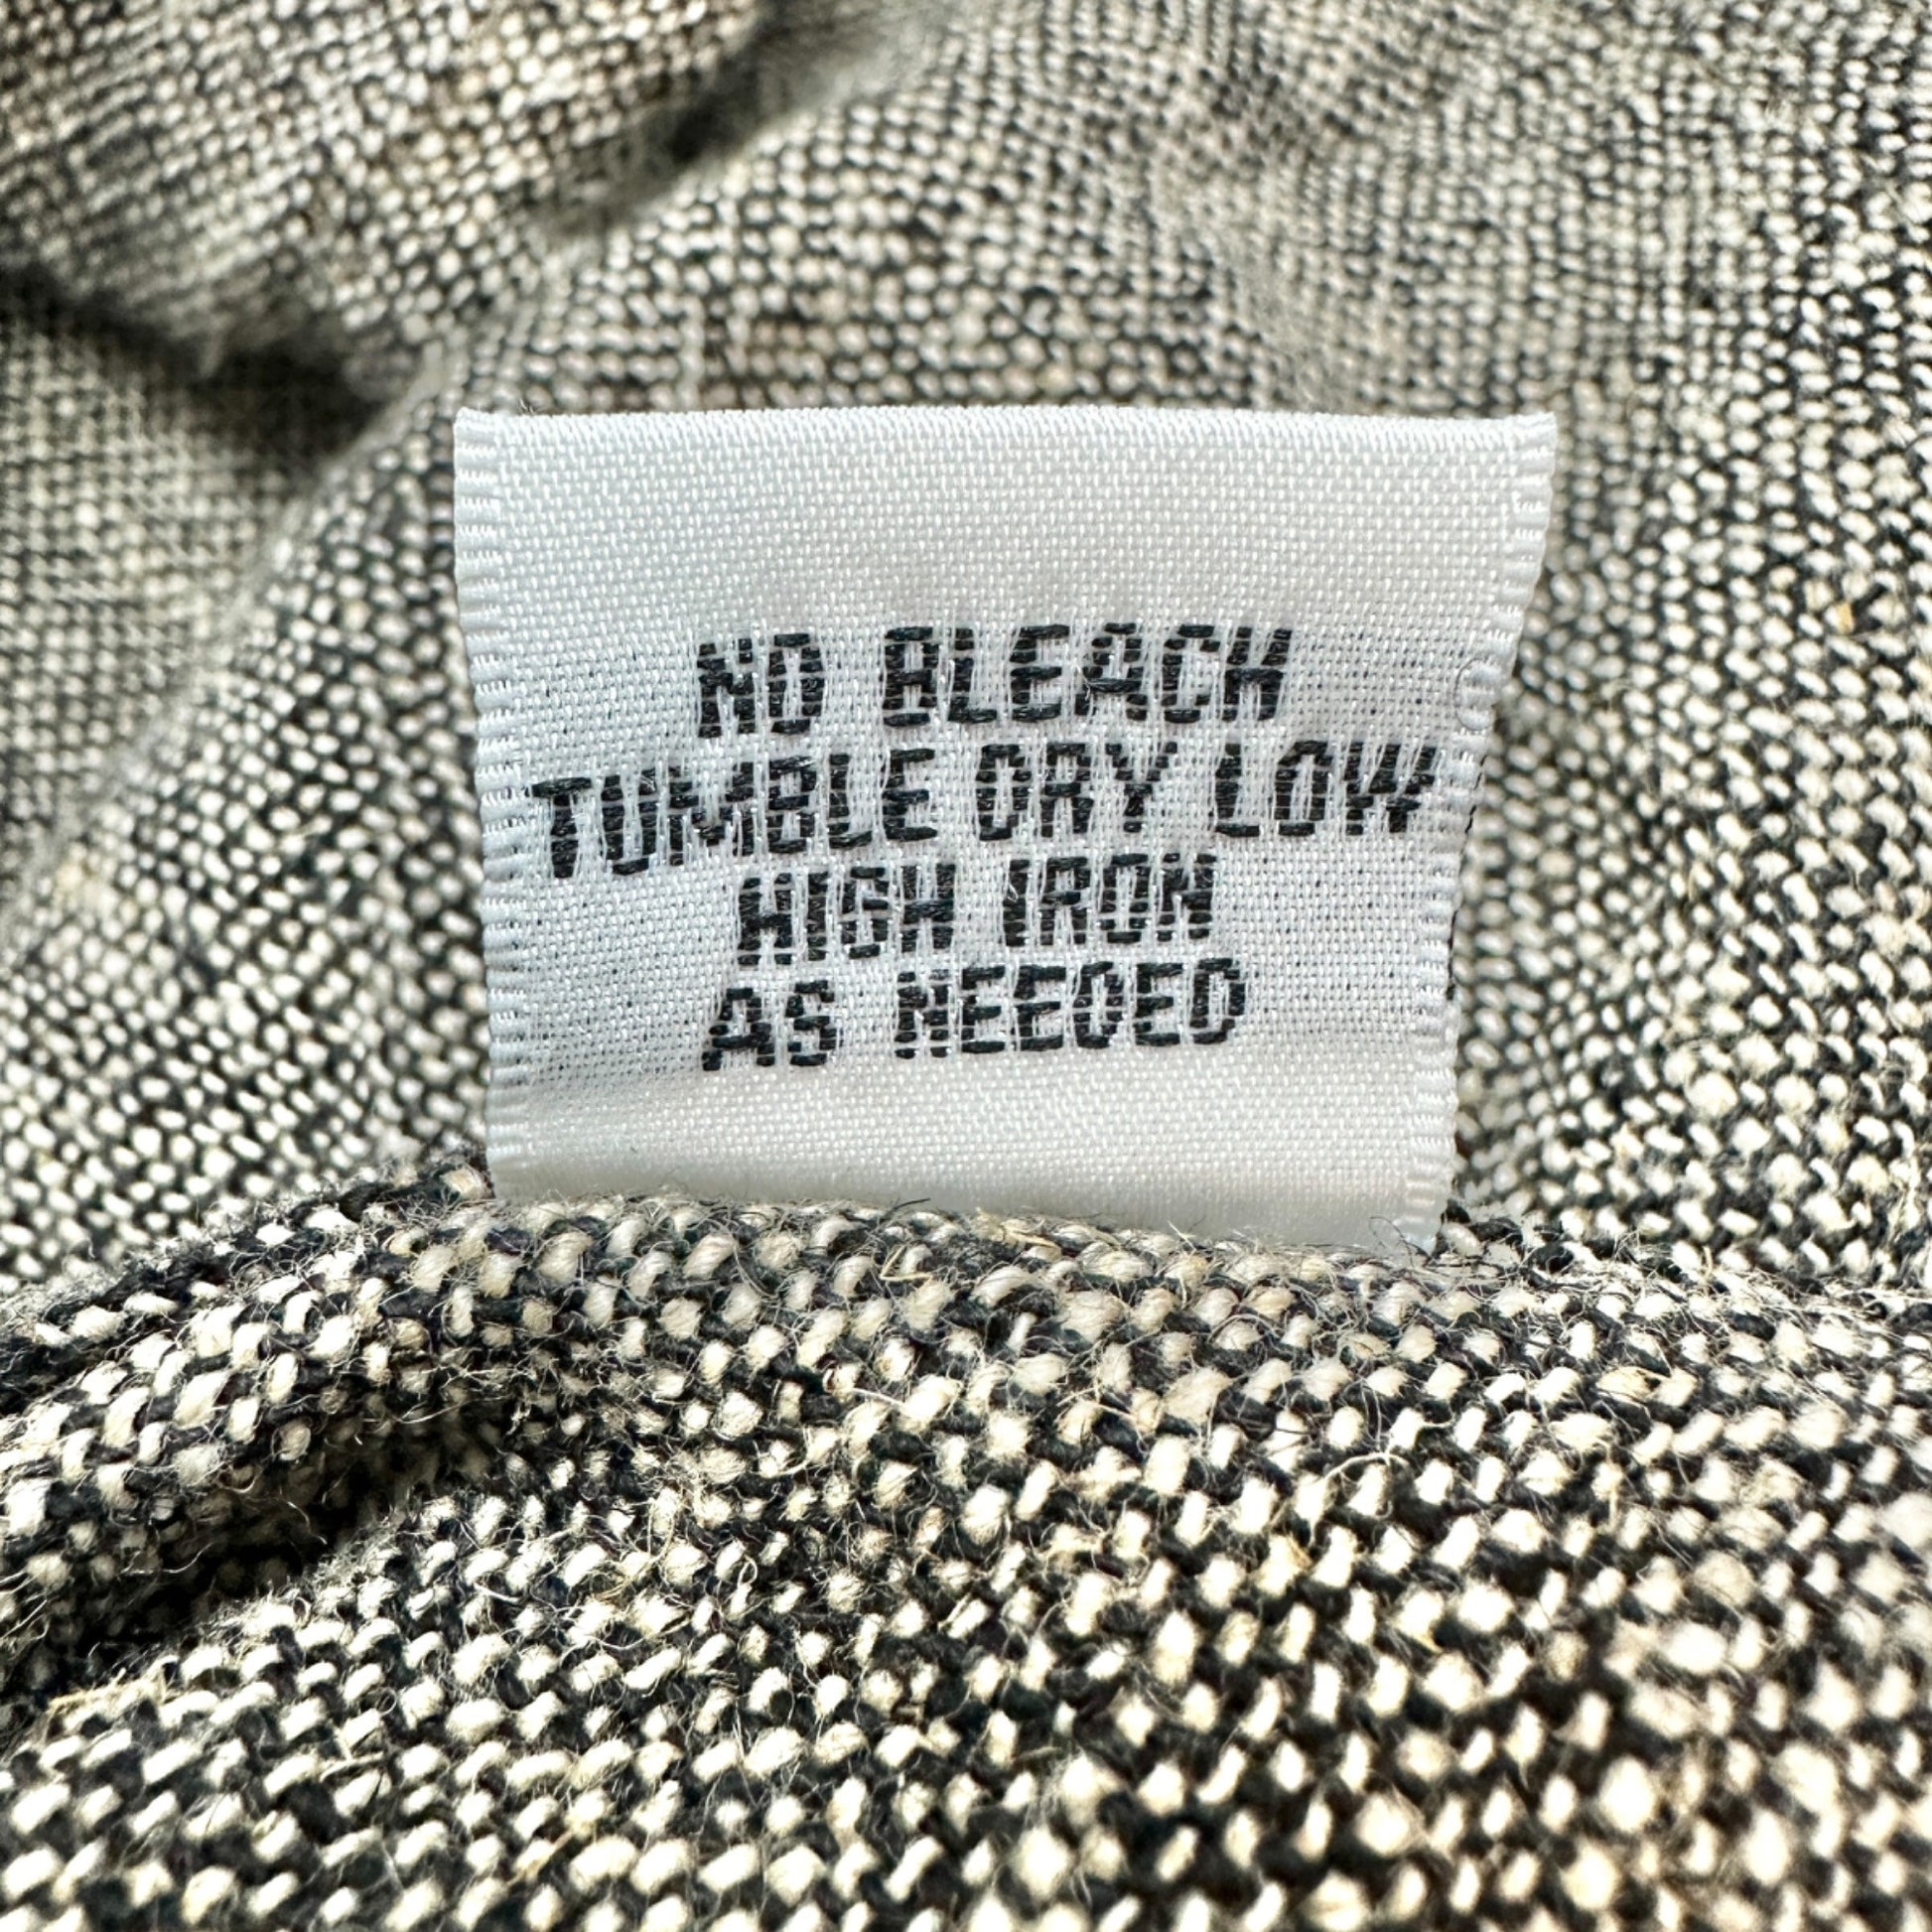 NO BLEACH
TUMBLE DRY LOW
HIGH IRON
AS NEEDED